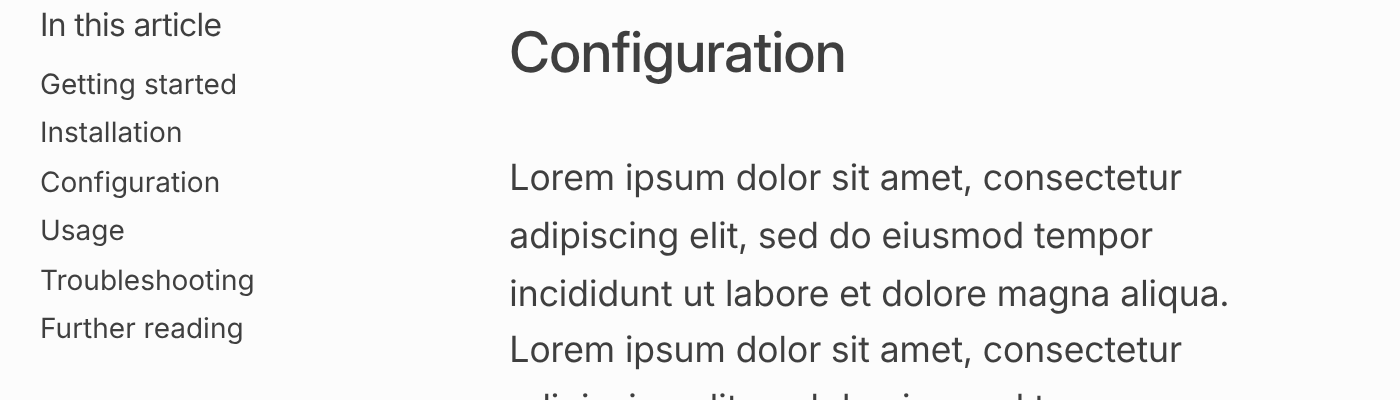 In this article
Getting started
Installation
Configuration
Usage
Troubleshooting
Further reading
Configuration
Lorem ipsum dolor sit amet, consectetur
adipiscing elit, sed do eiusmod tempor
incididunt ut labore et dolore magna aliqua.
Lorem ipsum dolor sit amet, consectetur